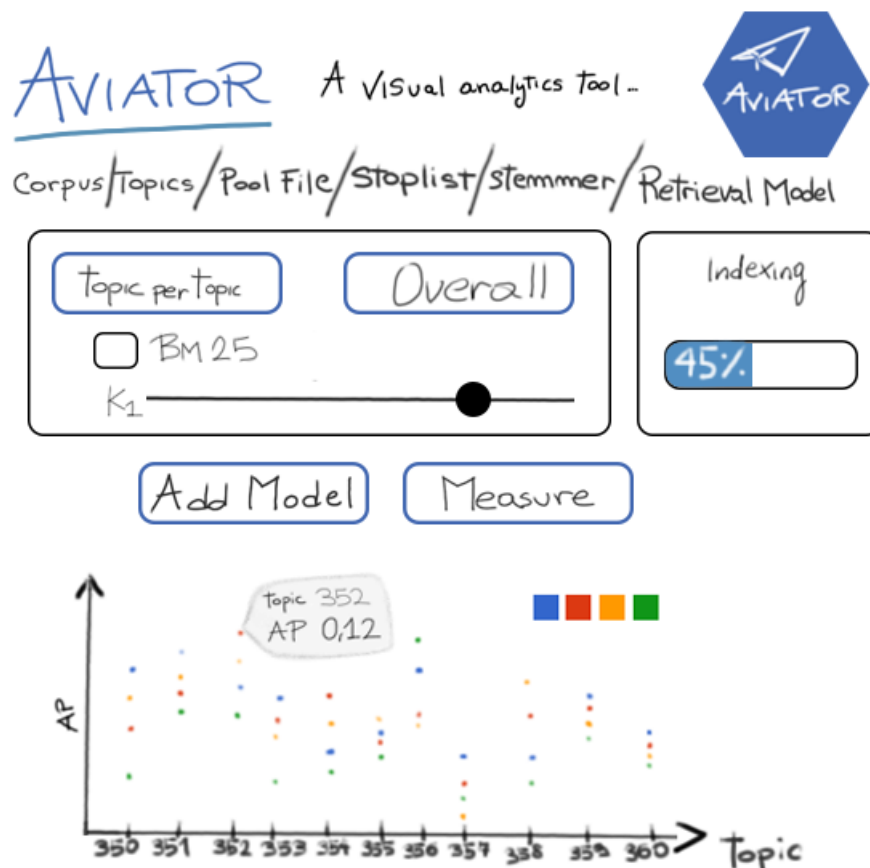 AVIATOR A visual analytics tool...
AVIATOR
Corpus/Topics/Pool File/Stoplist/stemmer/Retrieval Model
Topic per Topic Overall
Indexing
BM25
45%
K1
Add Model Measure
topic 352
AP 0,12
AP
350 351 352 353 354 355 356 357 338 359 360
Topic